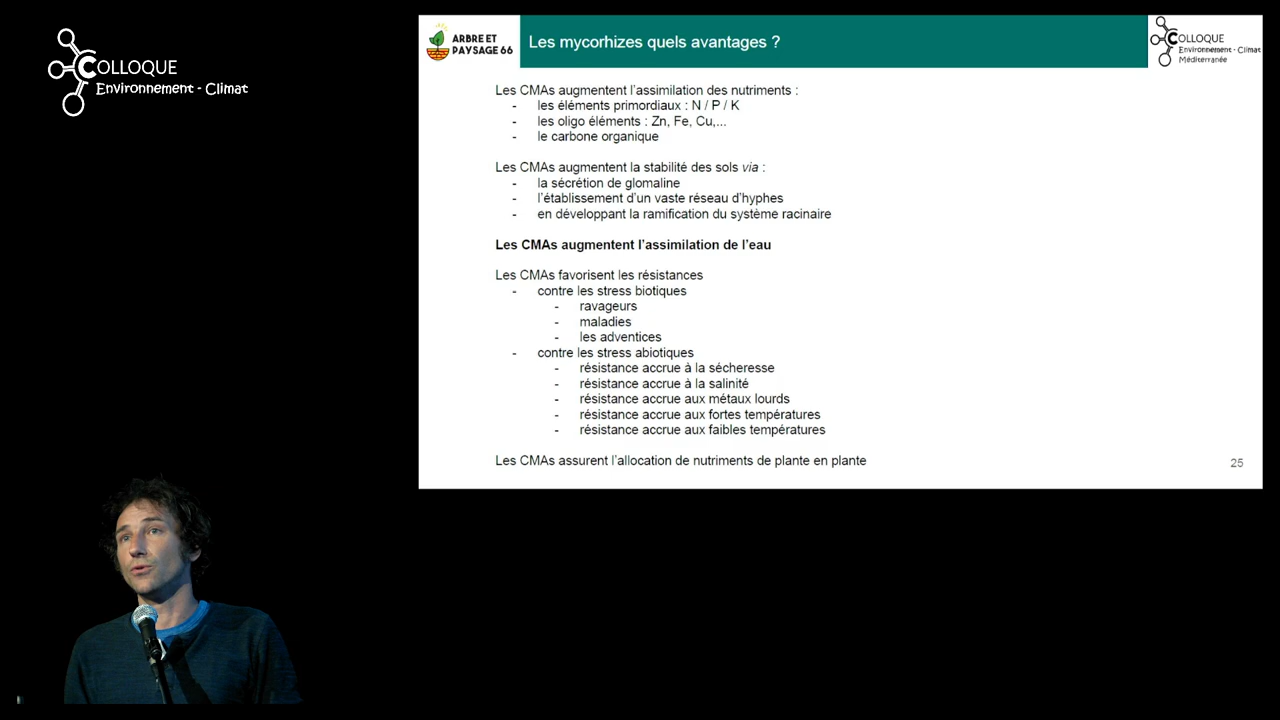 COLLOQUE
Environnement - Climat
ARBRE ET
PAYSAGE 66
Les mycorhizes quels avantages ?
COLLOQUE
Environnement - Climat
Méditerranée
Les CMAs augmentent l'assimilation des nutriments :
- les éléments primordiaux : N / P / K
- les oligo éléments : Zn, Fe, Cu,...
- le carbone organique
Les CMAs augmentent la stabilité des sols via :
- la sécrétion de glomaline
- l'établissement d'un vaste réseau d'hyphes
- en développant la ramification du système racinaire
Les CMAs augmentent l'assimilation de l'eau
Les CMAs favorisent les résistances
- contre les stress biotiques
- ravageurs
- maladies
- les adventices
- contre les stress abiotiques
- résistance accrue à la sécheresse
- résistance accrue à la salinité
- résistance accrue aux métaux lourds
- résistance accrue aux fortes températures
- résistance accrue aux faibles températures
Les CMAs assurent l'allocation de nutriments de plante en plante
25